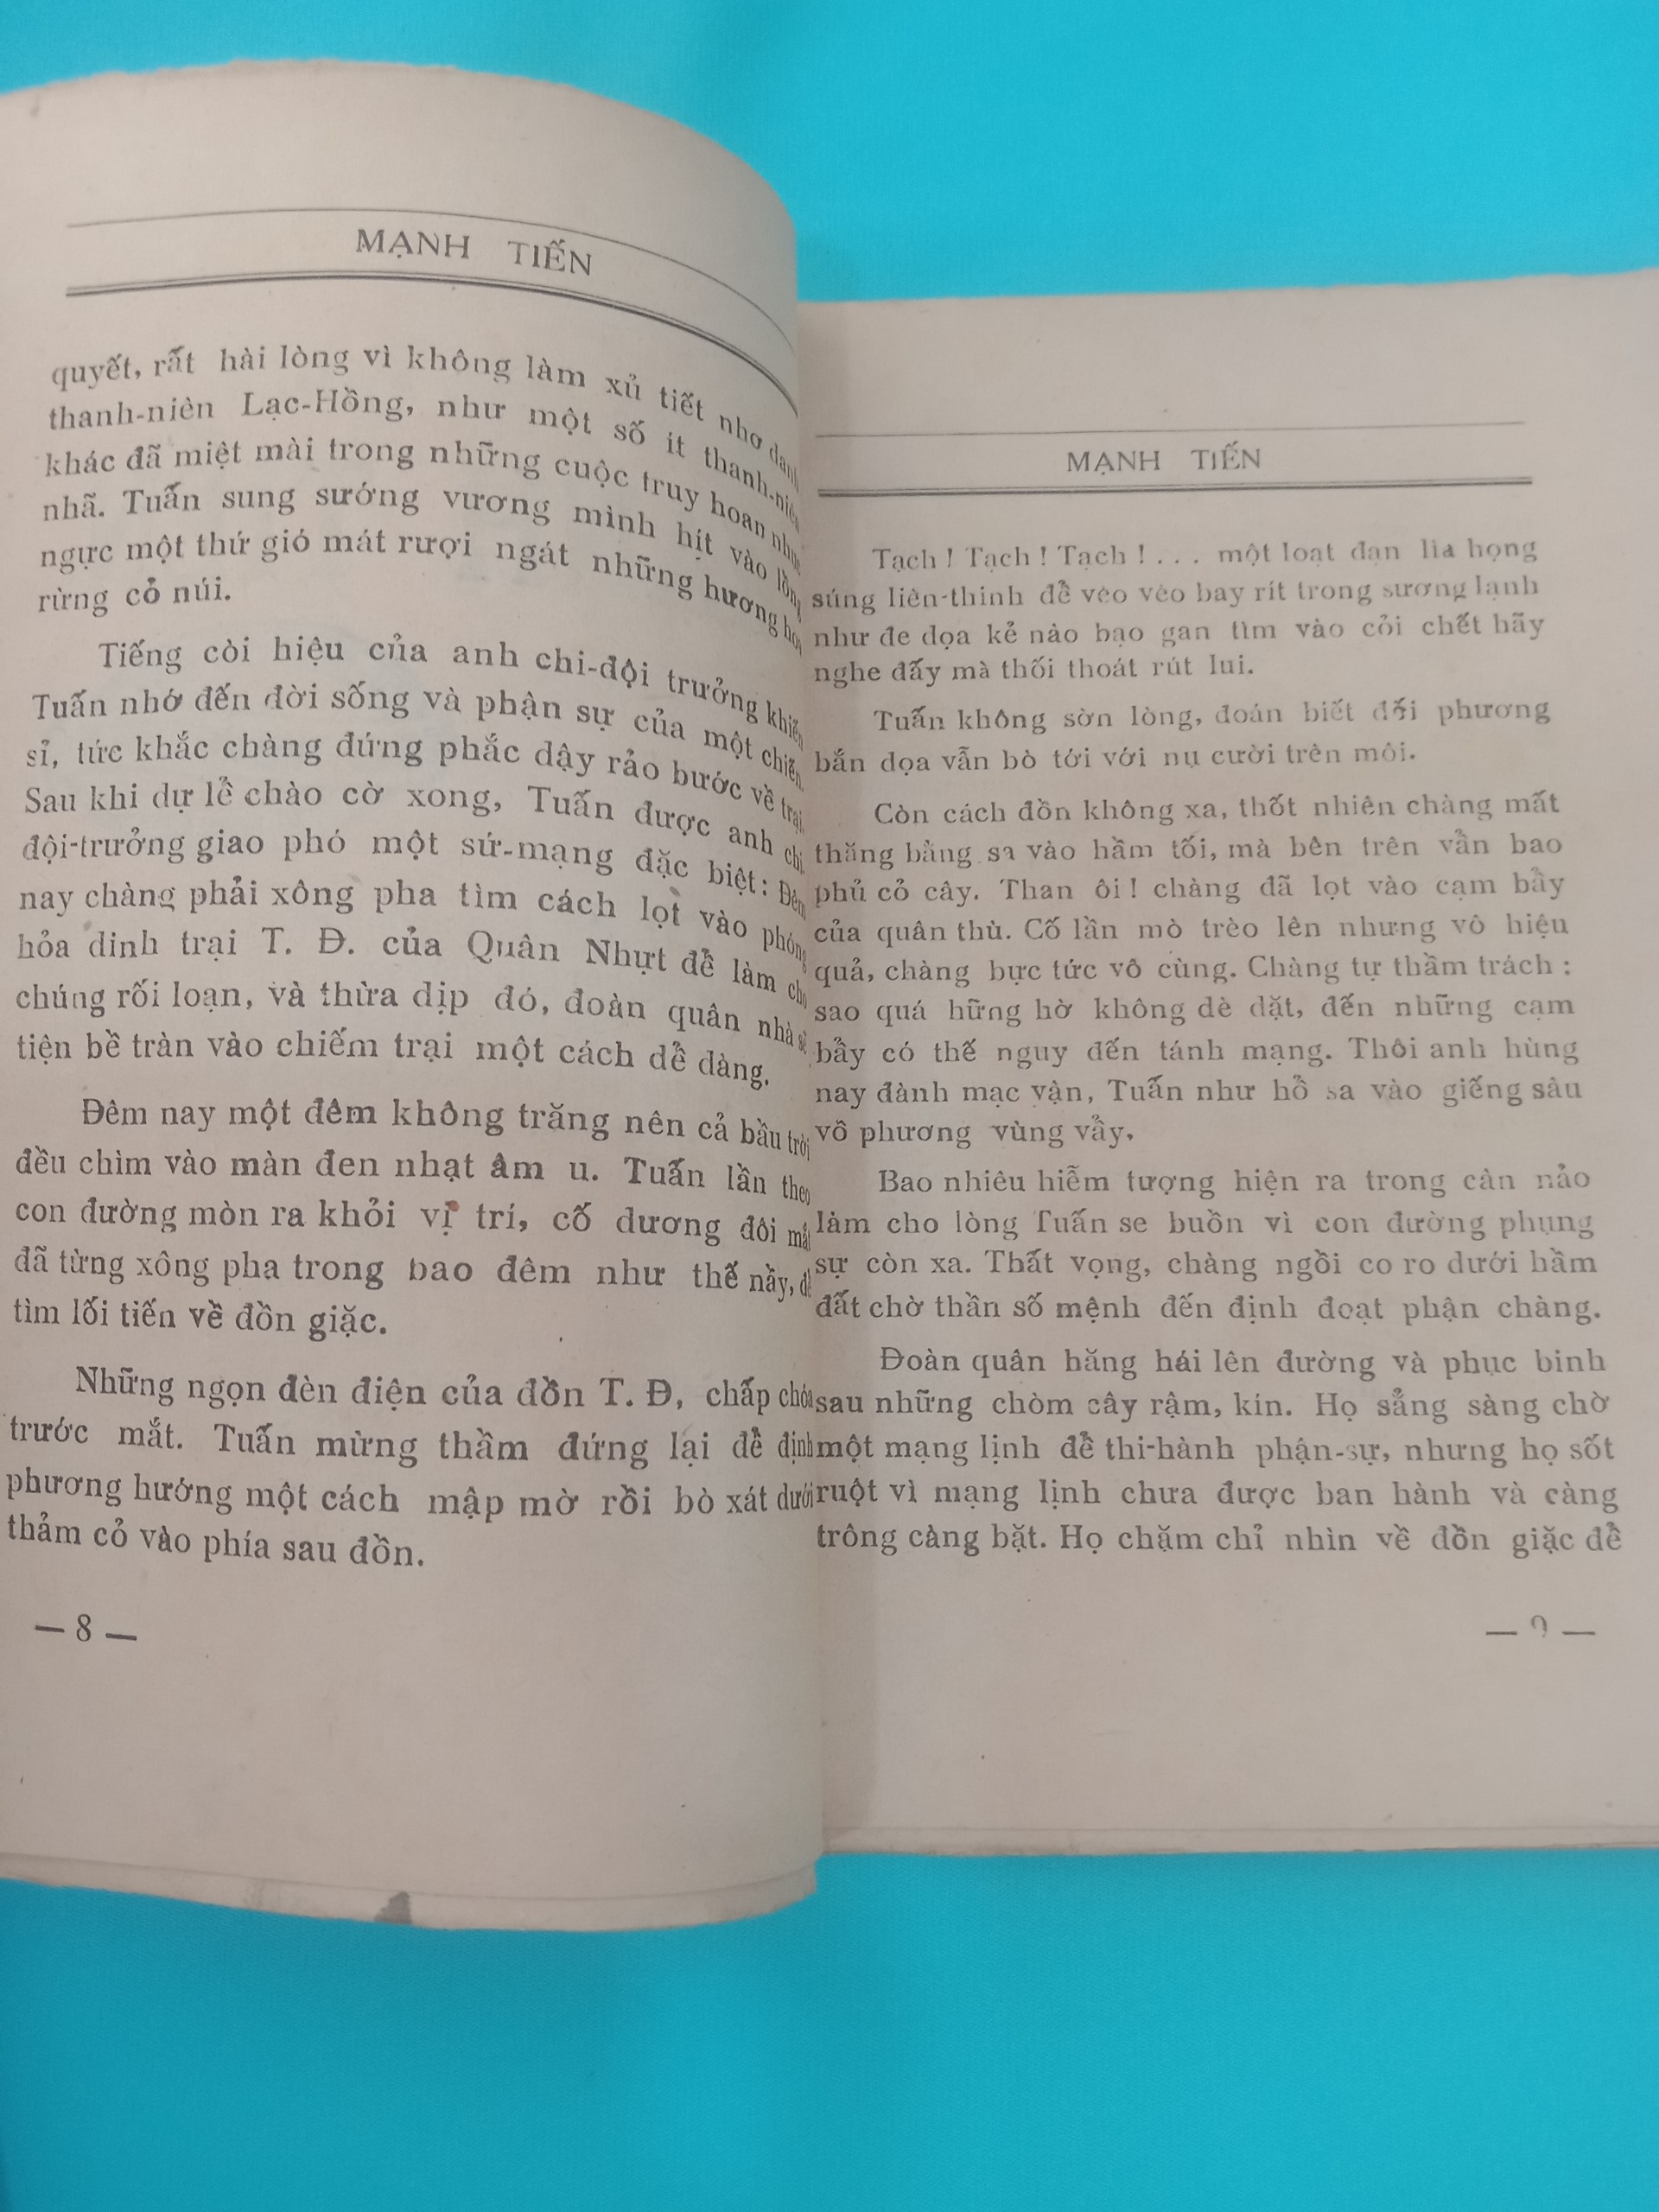 MẠNH TIẾN
quyết, rất hài lòng vì không làm xủ tiết nhơ danh
thanh-niên Lạc-Hồng, như một số ít thanh-niên
khác đã miệt mài trong những cuộc truy hoan nhục
nhã. Tuấn sung sướng vương mình hít vào lồng
ngực một thứ gió mát rượi ngát những hương hoa
rừng cỏ núi.
Tiếng còi hiệu của anh chi-đội trưởng khiến
Tuấn nhớ đến đời sống và phận sự của một chiến
sỉ, tức khắc chàng đứng phắc dậy rảo bước về trại.
Sau khi dự lể chào cờ xong, Tuấn được anh chi
đội-trưởng giao phó một sứ-mạng đặc biệt: Đêm
nay chàng phải xông pha tìm cách lọt vào phóng
hỏa dinh trại T. Đ. của Quân Nhựt để làm cho
chúng rối loạn, và thừa dịp đó, đoàn quân nhà sẽ
tiện bề tràn vào chiếm trại một cách dể dàng.
Đêm nay một đêm không trăng nên cả bầu trời
đều chìm vào màn đen nhạt âm u. Tuấn lần theo
con đường mòn ra khỏi vị trí, cố dương đôi mắt
đã từng xông pha trong bao đêm như thế nầy, để
tìm lối tiến về đồn giặc.
Những ngọn đèn điện của đồn T. Đ, chấp chóa
trước mắt. Tuấn mừng thầm đứng lại để định
phương hướng một cách mập mờ rồi bò xát dưới
thảm cỏ vào phía sau đồn.
— 8 —
MẠNH TIẾN
Tạch ! Tạch ! Tạch ! . . . một loạt đạn lìa họng
súng liên-thinh để vèo vèo bay rít trong sương lạnh
như đe dọa kẻ nào bạo gan tìm vào cỏi chết hãy
nghe đấy mà thối thoát rút lui.
Tuấn không sờn lòng, đoán biết đối phương
bắn dọa vẫn bò tới với nụ cười trên môi.
Còn cách đồn không xa, thốt nhiên chàng mất
thăng bằng sa vào hầm tối, mà bên trên vẩn bao
phủ cỏ cây. Than ôi ! chàng đã lọt vào cạm bẩy
của quân thù. Cố lần mò trèo lên nhưng vô hiệu
quả, chàng bực tức vô cùng. Chàng tự thầm trách :
sao quá hững hờ không dè dặt, đến những cạm
bẩy có thế nguy đến tánh mạng. Thôi anh hùng
nay đành mạc vận, Tuấn như hổ sa vào giếng sâu
vô phương vùng vẩy.
Bao nhiêu hiễm tượng hiện ra trong cân nảo
làm cho lòng Tuấn se buồn vì con đường phụng
sự còn xa. Thất vọng, chàng ngồi co ro dưới hầm
đất chờ thần số mệnh đến định đoạt phận chàng.
Đoàn quân hăng hái lên đường và phục binh
sau những chòm cây rậm, kín. Họ sẳng sàng chờ
một mạng lịnh để thi-hành phận-sự, nhưng họ sốt
ruột vì mạng lịnh chưa được ban hành và càng
trông càng bặt. Họ chặm chỉ nhìn về đồn giặc để
— 9 —